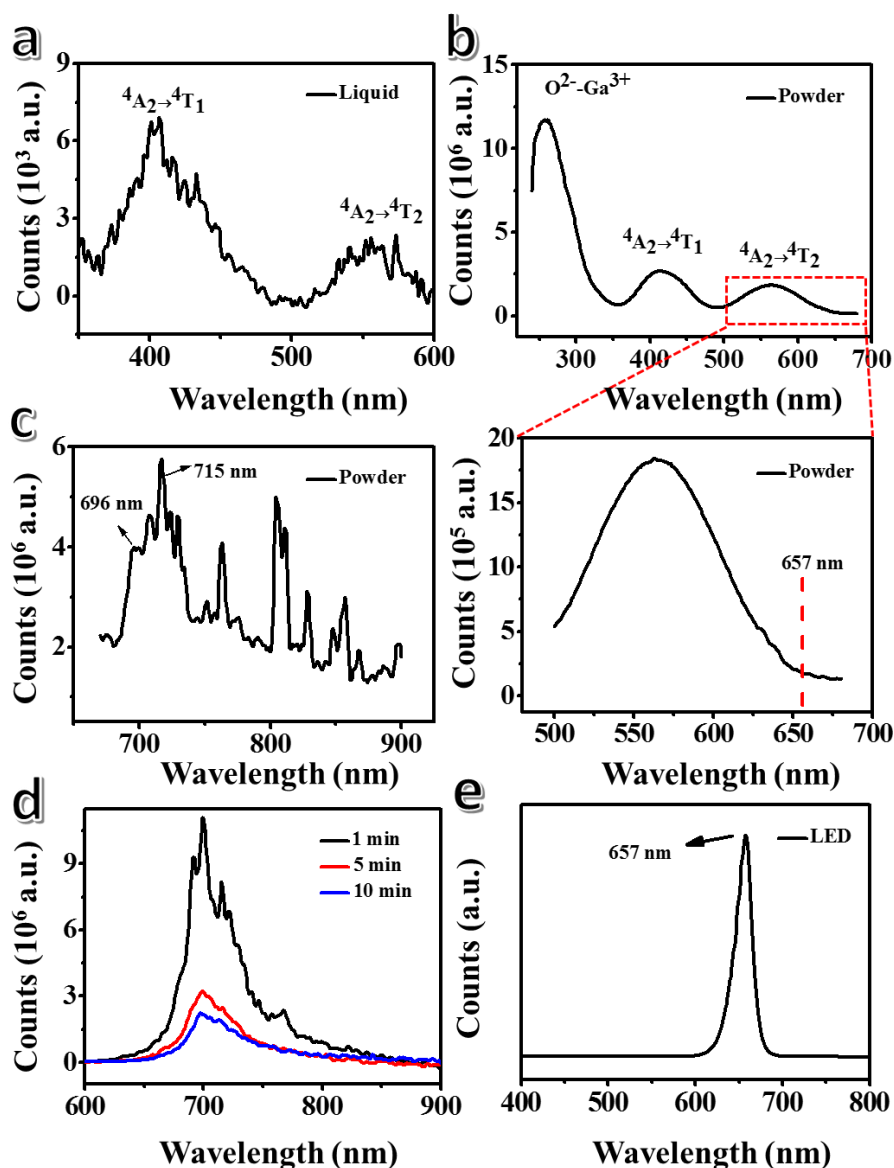 a
Counts (10³ a.u.)
9
6
3
0
⁴A₂→⁴T₁
Liquid
⁴A₂→⁴T₂
400
500
600
Wavelength (nm)
b
Counts (10⁶ a.u.)
15
10
5
0
O²⁻-Ga³⁺
Powder
⁴A₂→⁴T₁
⁴A₂→⁴T₂
300
400
500
600
700
Wavelength (nm)
c
Counts (10⁶ a.u.)
6
4
2
696 nm
715 nm
Powder
700
800
900
Wavelength (nm)
Counts (10⁵ a.u.)
20
15
10
5
0
Powder
657 nm
500
550
600
650
700
Wavelength (nm)
d
Counts (10⁶ a.u.)
9
6
3
0
1 min
5 min
10 min
600
700
800
900
Wavelength (nm)
e
Counts (a.u.)
657 nm
LED
400
500
600
700
800
Wavelength (nm)